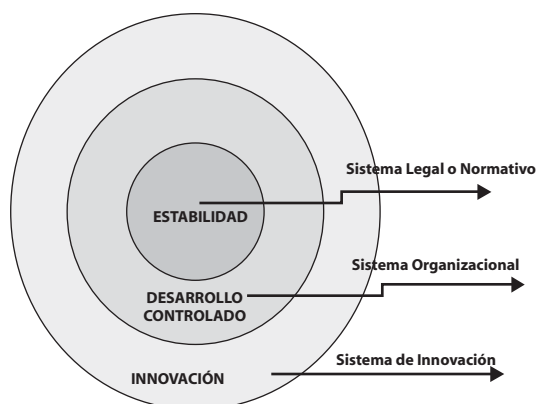 Sistema Legal o Normativo
ESTABILIDAD
Sistema Organizacional
DESARROLLO
CONTROLADO
Sistema de Innovación
INNOVACIÓN